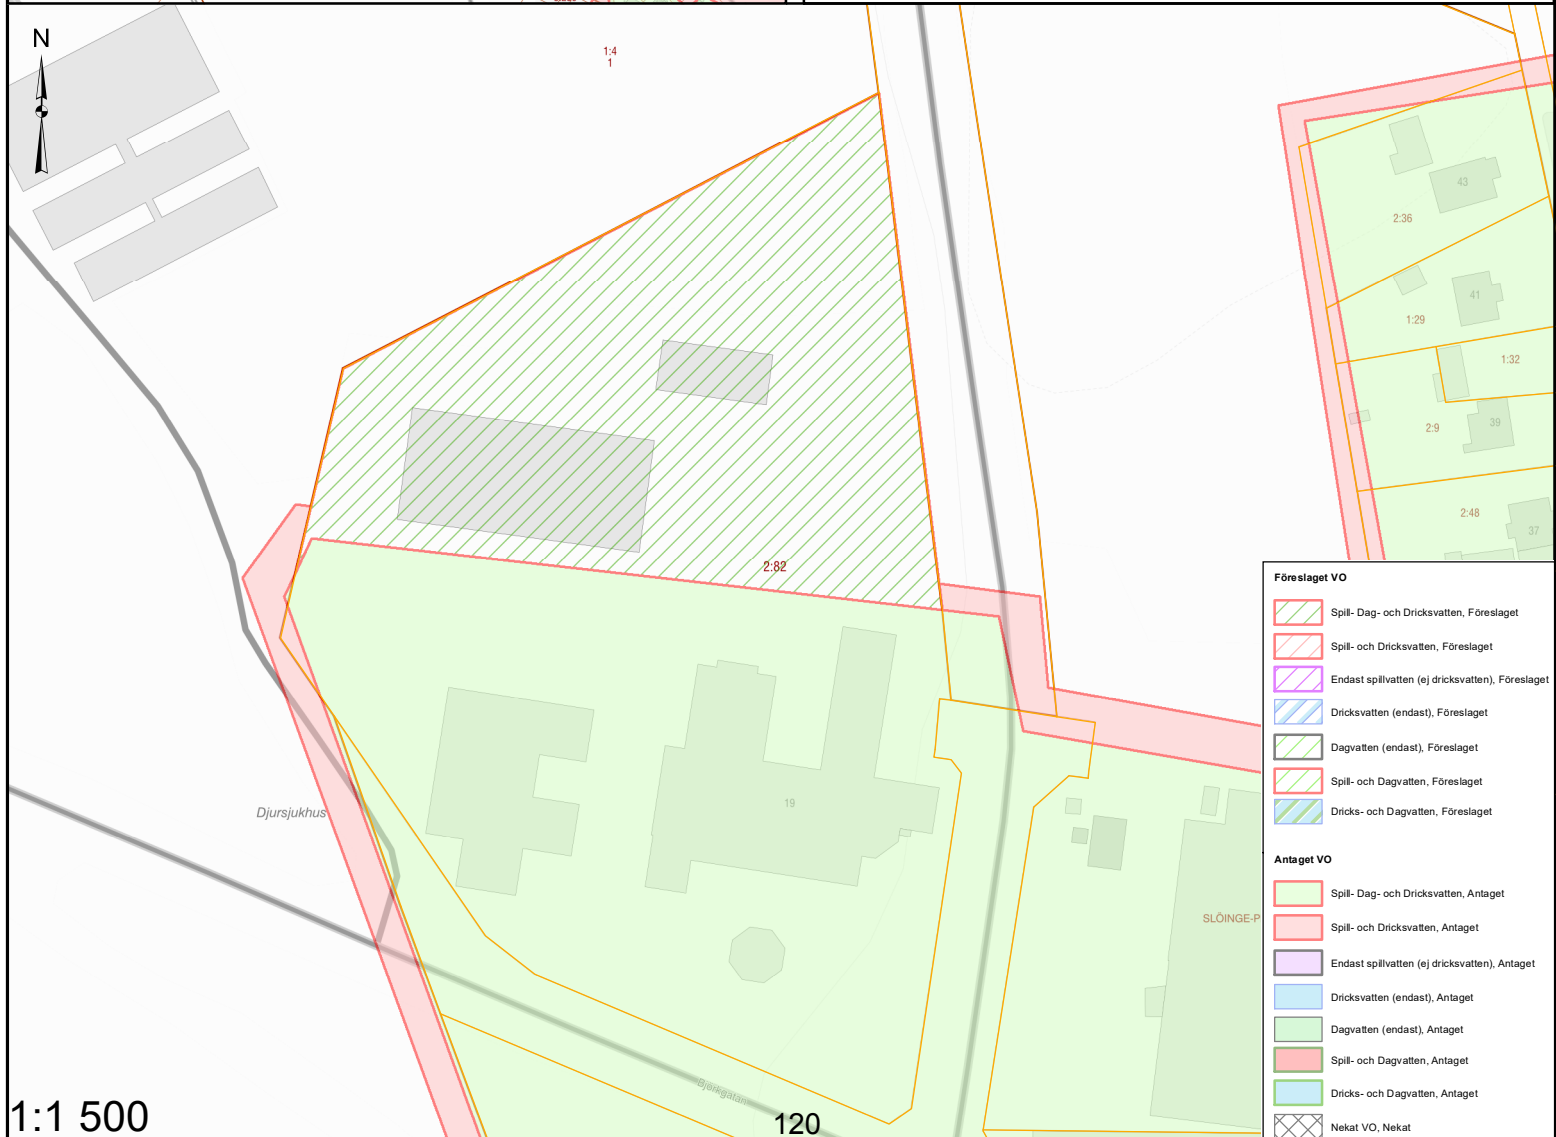 N
1:4
1
43
2:36
41
1:29
1:32
2:9
39
2:48
37
2:82
19
Djursjukhus
SLÖINGE-P
Björkgatan
1:1 500
120
Föreslaget VO
Spill- Dag- och Dricksvatten, Föreslaget
Spill- och Dricksvatten, Föreslaget
Endast spillvatten (ej dricksvatten), Föreslaget
Dricksvatten (endast), Föreslaget
Dagvatten (endast), Föreslaget
Spill- och Dagvatten, Föreslaget
Dricks- och Dagvatten, Föreslaget
Antaget VO
Spill- Dag- och Dricksvatten, Antaget
Spill- och Dricksvatten, Antaget
Endast spillvatten (ej dricksvatten), Antaget
Dricksvatten (endast), Antaget
Dagvatten (endast), Antaget
Spill- och Dagvatten, Antaget
Dricks- och Dagvatten, Antaget
Nekat VO, Nekat